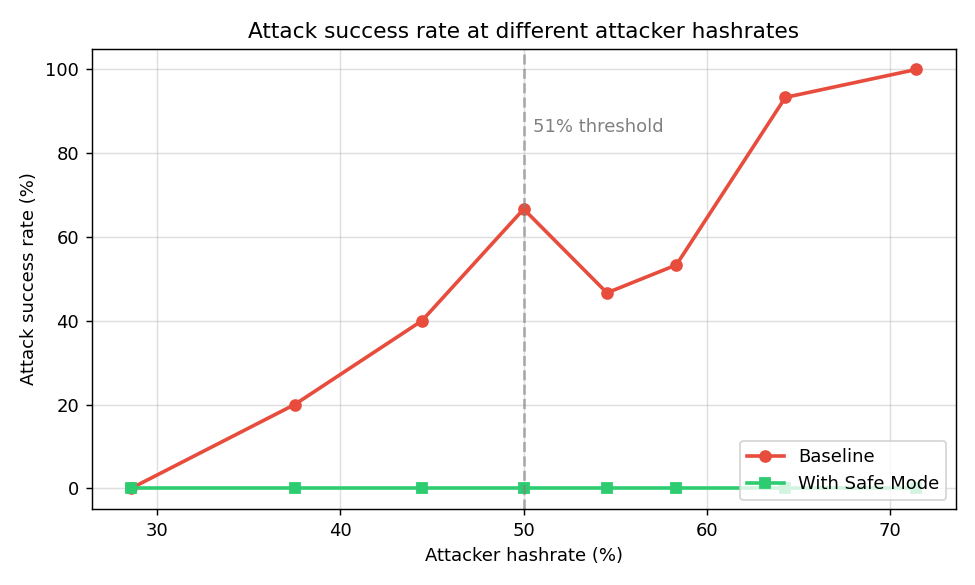 Attack success rate at different attacker hashrates
Attack success rate (%)
100
80
60
40
20
0
51% threshold
Baseline
With Safe Mode
30
40
50
60
70
Attacker hashrate (%)